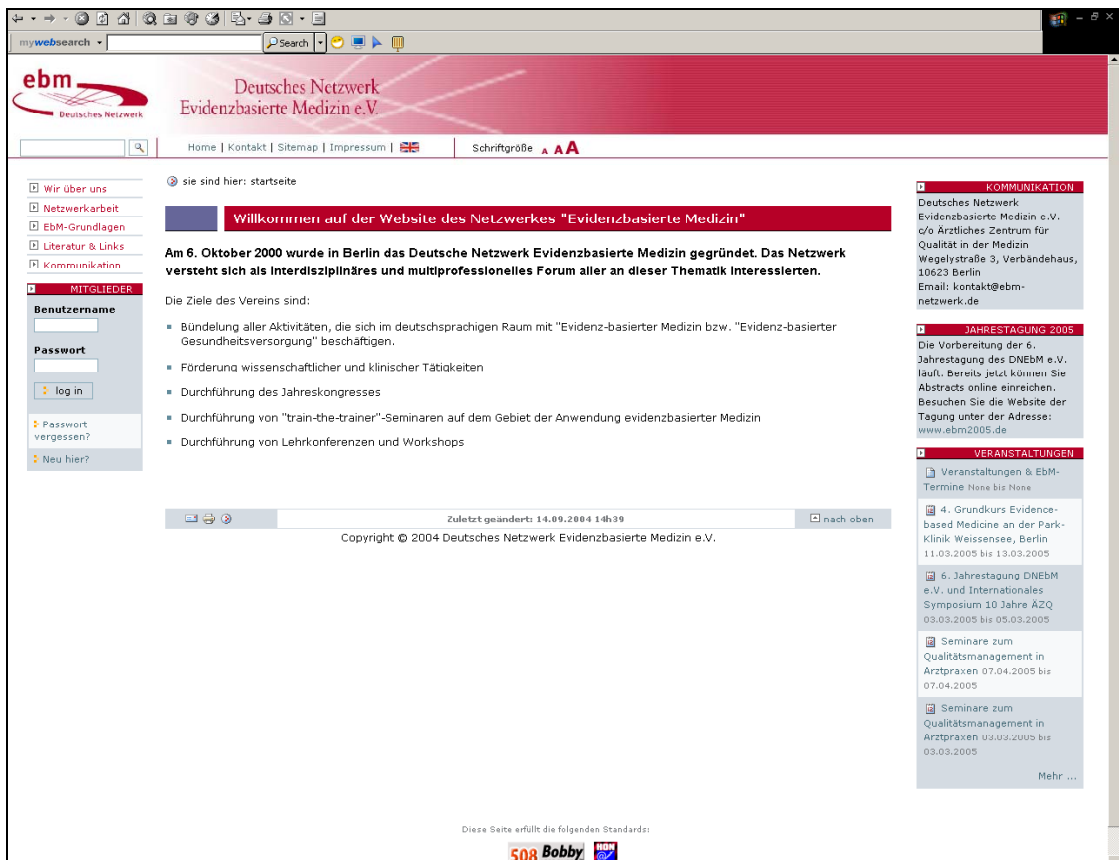 mywebsearch
Search
ebm
Deutsches Netzwerk
Deutsches Netzwerk
Evidenzbasierte Medizin e.V.
Home | Kontakt | Sitemap | Impressum |
Schriftgröße A A A
Wir über uns
Netzwerkarbeit
EbM-Grundlagen
Literatur & Links
Kommunikation
MITGLIEDER
Benutzername
Passwort
log in
Passwort
vergessen?
Neu hier?
sie sind hier: startseite
Willkommen auf der Website des Netzwerkes "Evidenzbasierte Medizin"
Am 6. Oktober 2000 wurde in Berlin das Deutsche Netzwerk Evidenzbasierte Medizin gegründet. Das Netzwerk
versteht sich als interdisziplinäres und multiprofessionelles Forum aller an dieser Thematik Interessierten.
Die Ziele des Vereins sind:
Bündelung aller Aktivitäten, die sich im deutschsprachigen Raum mit "Evidenz-basierter Medizin bzw. "Evidenz-basierter
Gesundheitsversorgung" beschäftigen.
Förderung wissenschaftlicher und klinischer Tätigkeiten
Durchführung des Jahreskongresses
Durchführung von "train-the-trainer"-Seminaren auf dem Gebiet der Anwendung evidenzbasierter Medizin
Durchführung von Lehrkonferenzen und Workshops
Zuletzt geändert: 14.09.2004 14h39
nach oben
Copyright © 2004 Deutsches Netzwerk Evidenzbasierte Medizin e.V.
KOMMUNIKATION
Deutsches Netzwerk
Evidenzbasierte Medizin e.V.
c/o Ärztliches Zentrum für
Qualität in der Medizin
Wegelystraße 3, Verbändehaus,
10623 Berlin
Email: kontakt@ebm-
netzwerk.de
JAHRESTAGUNG 2005
Die Vorbereitung der 6.
Jahrestagung des DNEbM e.V.
läuft. Bereits jetzt können Sie
Abstracts online einreichen.
Besuchen Sie die Website der
Tagung unter der Adresse:
www.ebm2005.de
VERANSTALTUNGEN
Veranstaltungen & EbM-
Termine None bis None
4. Grundkurs Evidence-
based Medicine an der Park-
Klinik Weissensee, Berlin
11.03.2005 bis 13.03.2005
6. Jahrestagung DNEbM
e.V. und Internationales
Symposium 10 Jahre ÄZQ
03.03.2005 bis 05.03.2005
Seminare zum
Qualitätsmanagement in
Arztpraxen 07.04.2005 bis
07.04.2005
Seminare zum
Qualitätsmanagement in
Arztpraxen 03.03.2005 bis
03.03.2005
Mehr ...
Diese Seite erfüllt die folgenden Standards:
508 Bobby HON